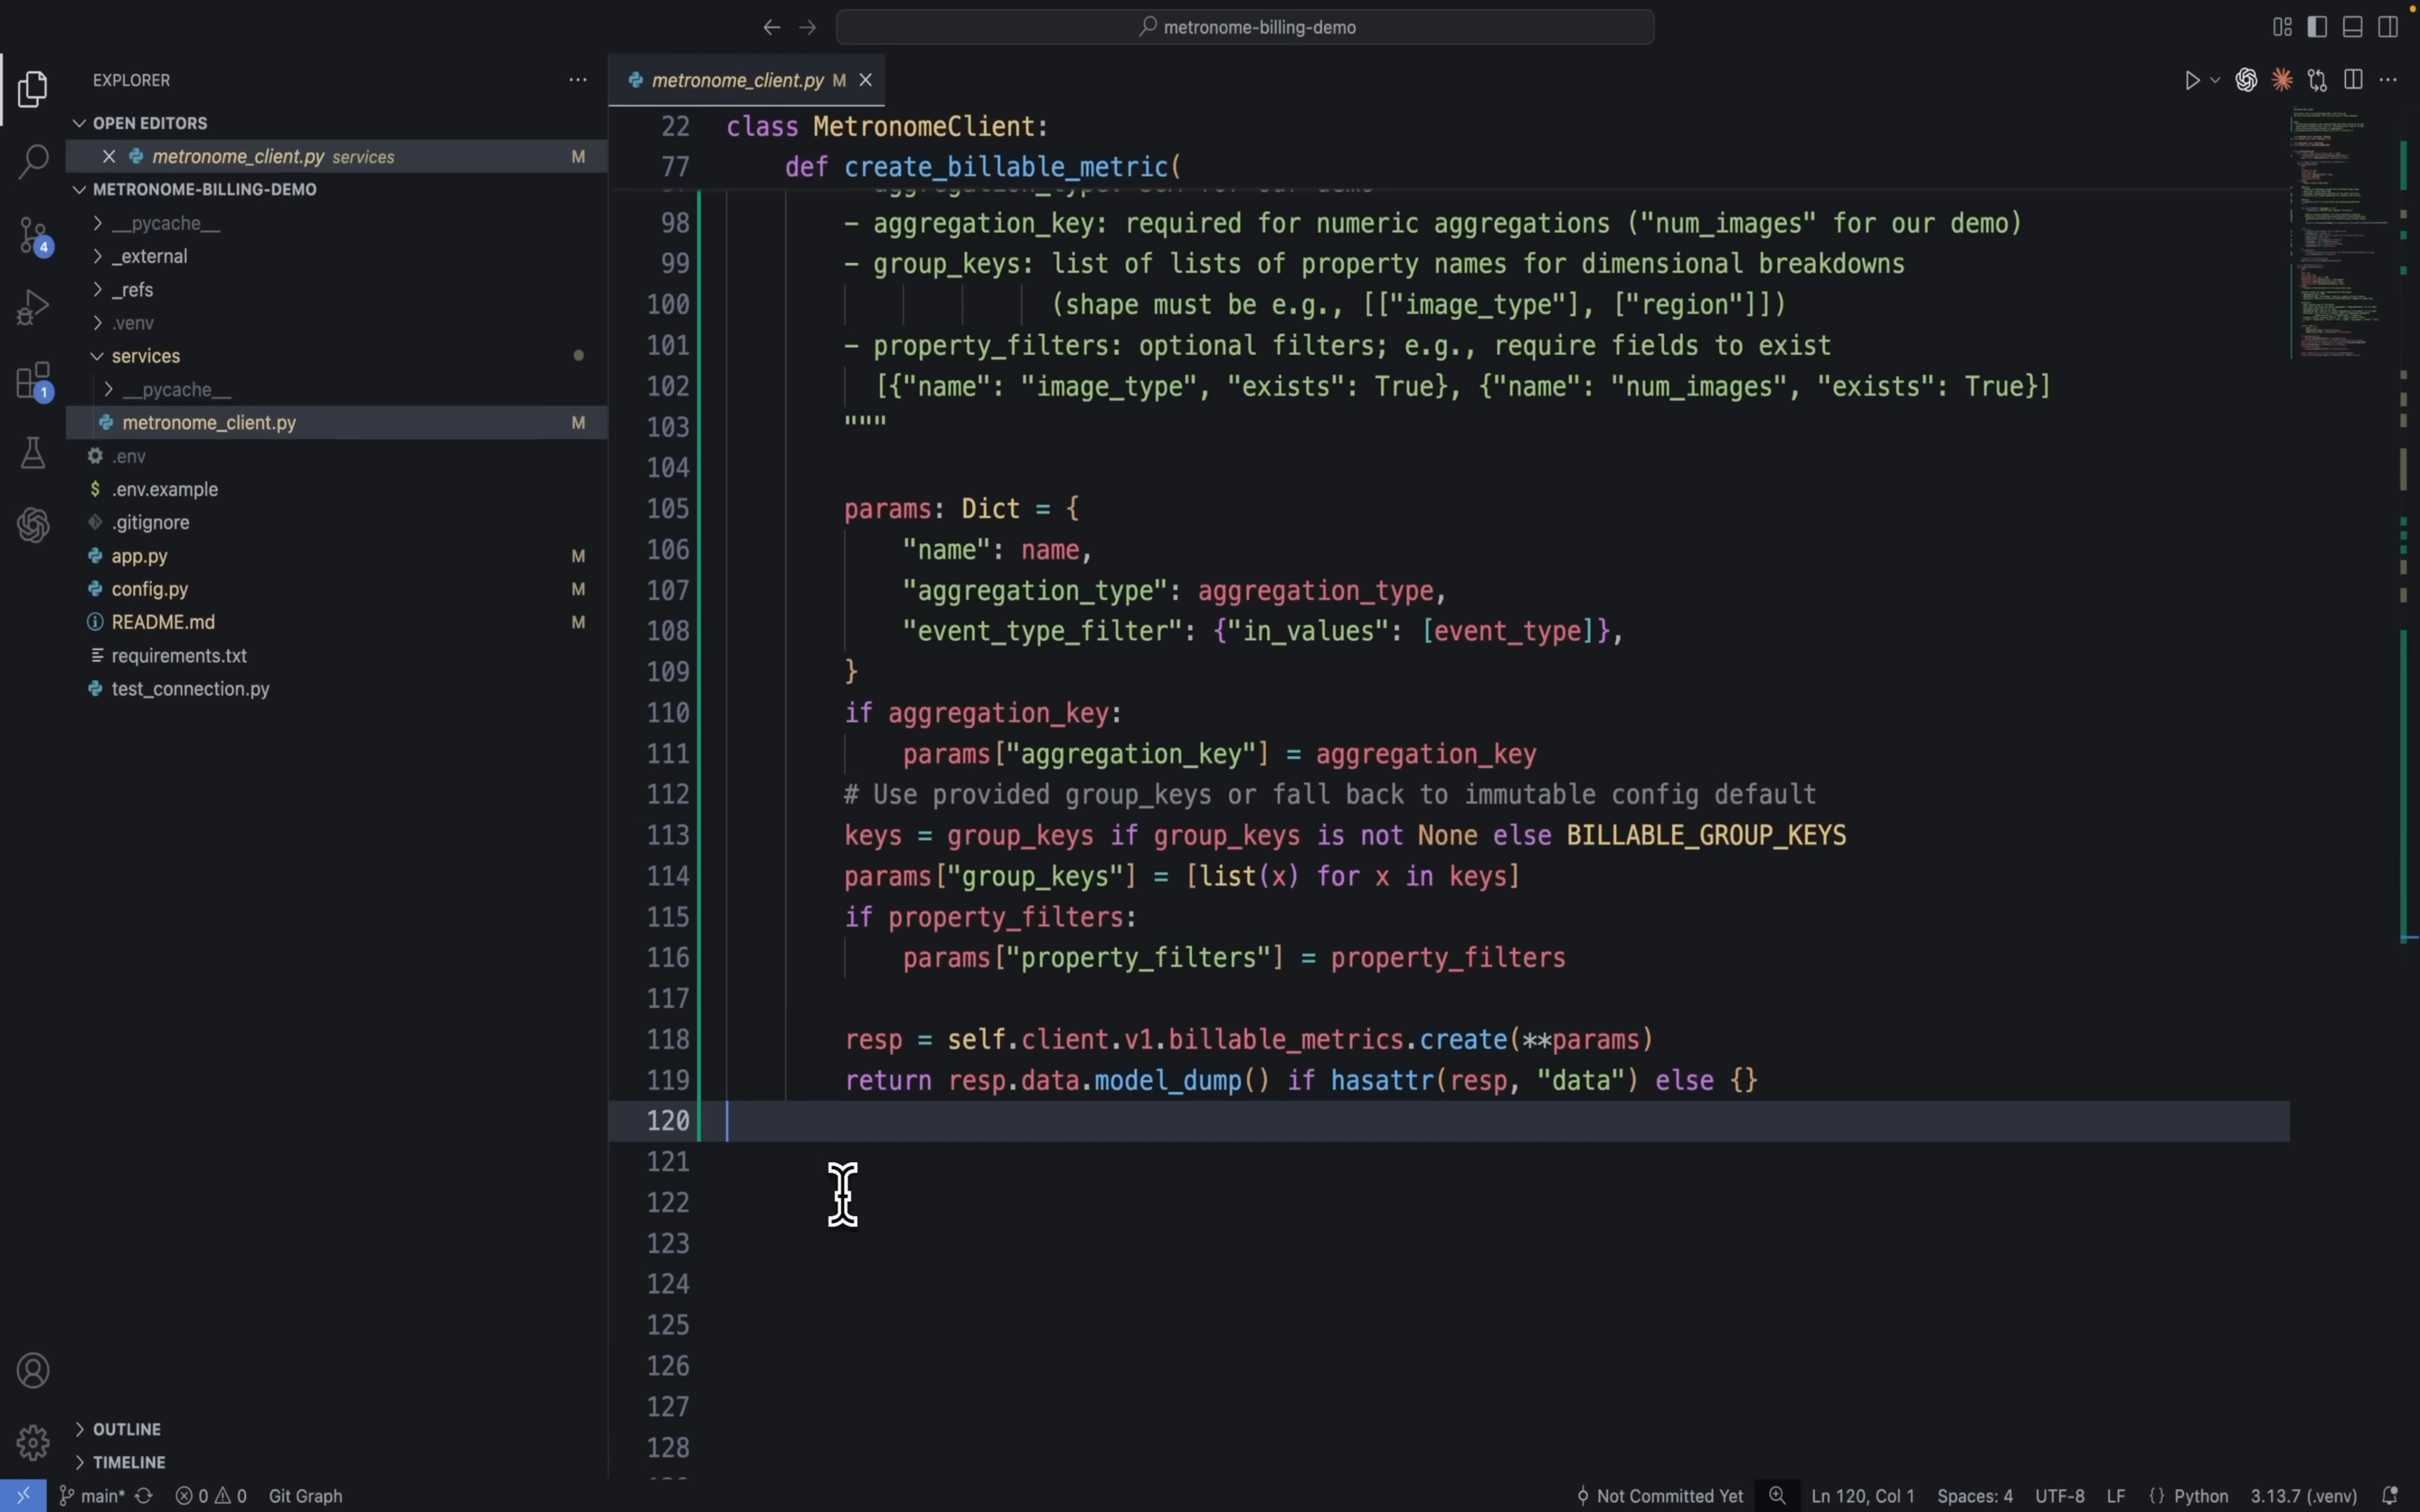 metronome-billing-demo
EXPLORER
OPEN EDITORS
metronome_client.py services M
METRONOME-BILLING-DEMO
__pycache__
_external
_refs
.venv
services
__pycache__
metronome_client.py M
.env
$ .env.example
.gitignore
app.py M
config.py M
README.md M
requirements.txt
test_connection.py
OUTLINE
TIMELINE
4
1
metronome_client.py M
22 class MetronomeClient:
77 def create_billable_metric(
98 - aggregation_key: required for numeric aggregations ("num_images" for our demo)
99 - group_keys: list of lists of property names for dimensional breakdowns
100 (shape must be e.g., [["image_type"], ["region"]])
101 - property_filters: optional filters; e.g., require fields to exist
102 [{"name": "image_type", "exists": True}, {"name": "num_images", "exists": True}]
103 """
104
105 params: Dict = {
106 "name": name,
107 "aggregation_type": aggregation_type,
108 "event_type_filter": {"in_values": [event_type]},
109 }
110 if aggregation_key:
111 params["aggregation_key"] = aggregation_key
112 # Use provided group_keys or fall back to immutable config default
113 keys = group_keys if group_keys is not None else BILLABLE_GROUP_KEYS
114 params["group_keys"] = [list(x) for x in keys]
115 if property_filters:
116 params["property_filters"] = property_filters
117
118 resp = self.client.v1.billable_metrics.create(**params)
119 return resp.data.model_dump() if hasattr(resp, "data") else {}
120
121
122
123
124
125
126
127
128
main* 0 0 Git Graph
Not Committed Yet Ln 120, Col 1 Spaces: 4 UTF-8 LF {} Python 3.13.7 (.venv)